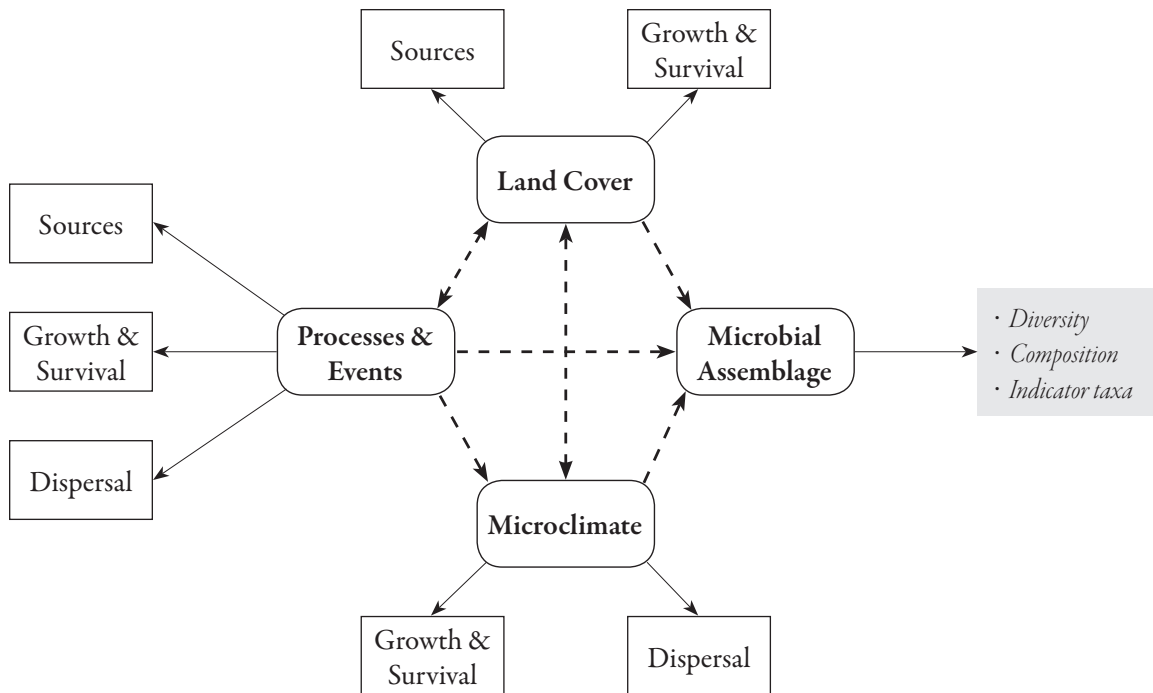 Sources
Growth &
Survival
Land Cover
Sources
Growth &
Survival
Dispersal
Processes &
Events
Microbial
Assemblage
· Diversity
· Composition
· Indicator taxa
Microclimate
Growth &
Survival
Dispersal